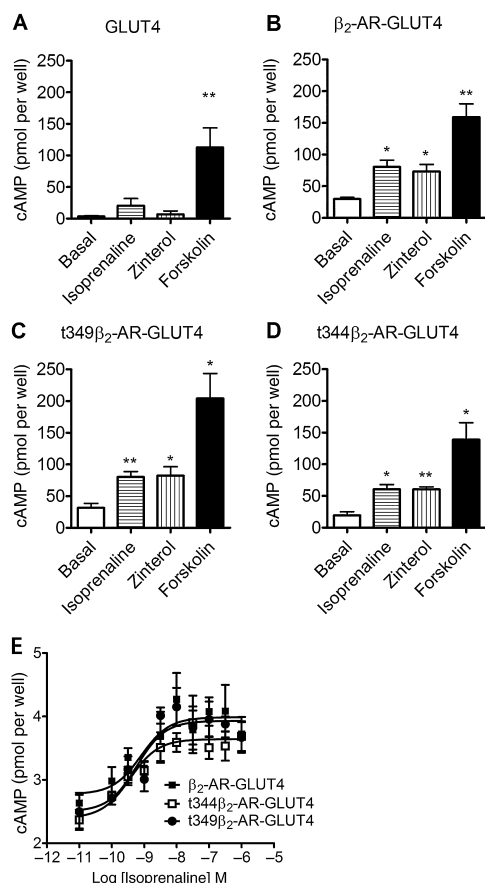 A GLUT4
cAMP (pmol per well)
250
200
150
100
50
0
**
Basal
Isoprenaline
Zinterol
Forskolin
B β₂-AR-GLUT4
cAMP (pmol per well)
250
200
150
100
50
0
*
*
**
Basal
Isoprenaline
Zinterol
Forskolin
C t349β₂-AR-GLUT4
cAMP (pmol per well)
250
200
150
100
50
0
**
*
*
Basal
Isoprenaline
Zinterol
Forskolin
D t344β₂-AR-GLUT4
cAMP (pmol per well)
250
200
150
100
50
0
*
**
*
Basal
Isoprenaline
Zinterol
Forskolin
E
cAMP (pmol per well)
5
4
3
2
β₂-AR-GLUT4
t344β₂-AR-GLUT4
t349β₂-AR-GLUT4
–12 –11 –10 –9 –8 –7 –6 –5
Log [Isoprenaline] M